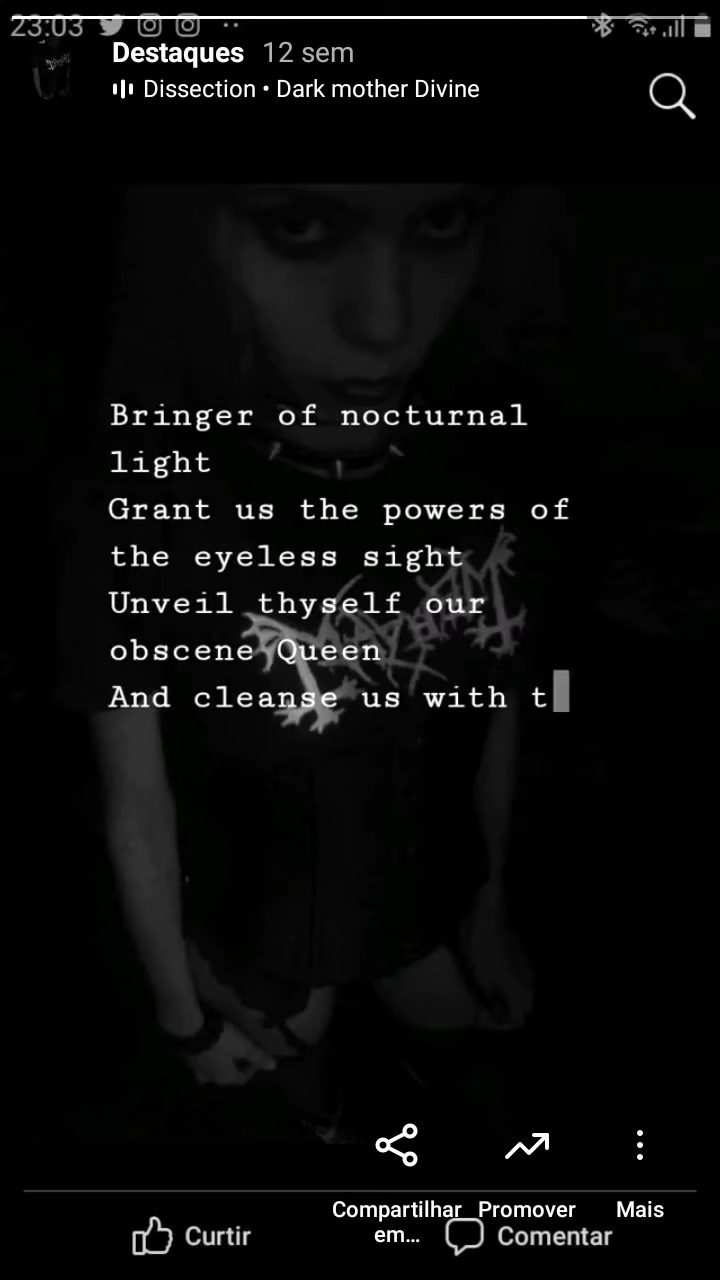 23:03
Destaques 12 sem
Dissection • Dark mother Divine
Bringer of nocturnal
light
Grant us the powers of
the eyeless sight
Unveil thyself our
obscene Queen
And cleanse us with t
MAYHEM
Compartilhar Promover Mais
em...
Curtir Comentar